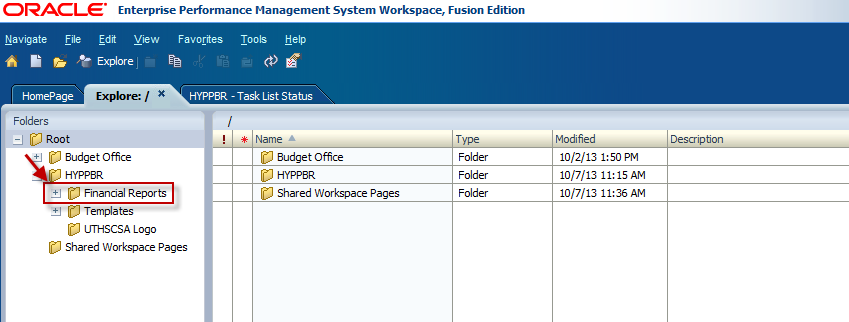 ORACLE® Enterprise Performance Management System Workspace, Fusion Edition
Navigate File Edit View Favorites Tools Help
Explore
HomePage Explore: / × HYPPBR - Task List Status
Folders /
Root ! * Name Type Modified Description
Budget Office Budget Office Folder 10/2/13 1:50 PM
HYPPBR HYPPBR Folder 10/7/13 11:15 AM
Financial Reports Shared Workspace Pages Folder 10/7/13 11:36 AM
Templates
UTHSCSA Logo
Shared Workspace Pages